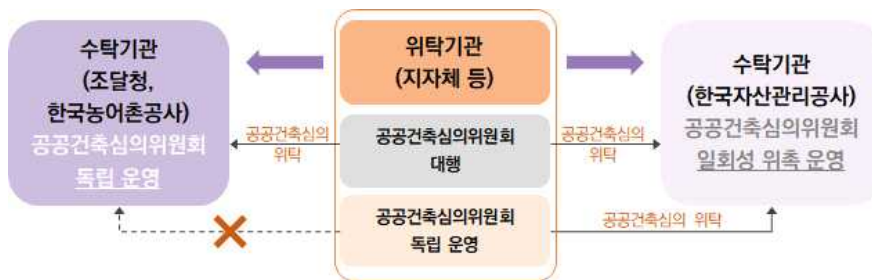 수탁기관
(조달청,
한국농어촌공사)
공공건축심의위원회
독립 운영
공공건축심의
위탁
위탁기관
(지자체 등)
공공건축심의위원회
대행
공공건축심의위원회
독립 운영
공공건축심의
위탁
공공건축심의 위탁
수탁기관
(한국자산관리공사)
공공건축심의위원회
일회성 위촉 운영